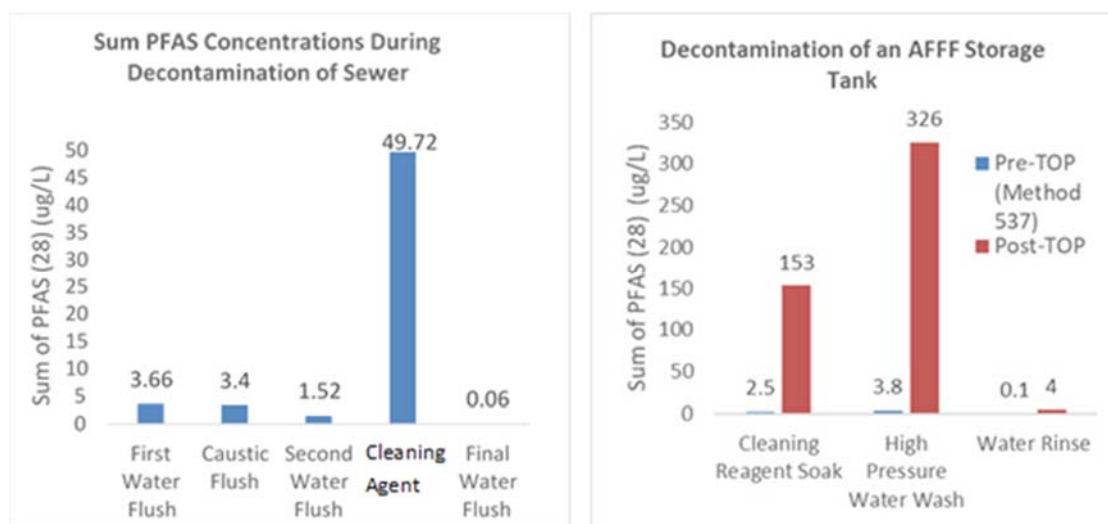 Sum PFAS Concentrations During
Decontamination of Sewer
Sum of PFAS (28) (ug/L)
50
45
40
35
30
25
20
15
10
5
0
3.66
3.4
1.52
49.72
0.06
First
Water
Flush
Caustic
Flush
Second
Water
Flush
Cleaning
Agent
Final
Water
Flush
Decontamination of an AFFF Storage
Tank
Sum of PFAS (28) (ug/L)
350
300
250
200
150
100
50
0
2.5
153
3.8
326
0.1
4
Cleaning
Reagent Soak
High
Pressure
Water Wash
Water Rinse
Pre-TOP
(Method
537)
Post-TOP